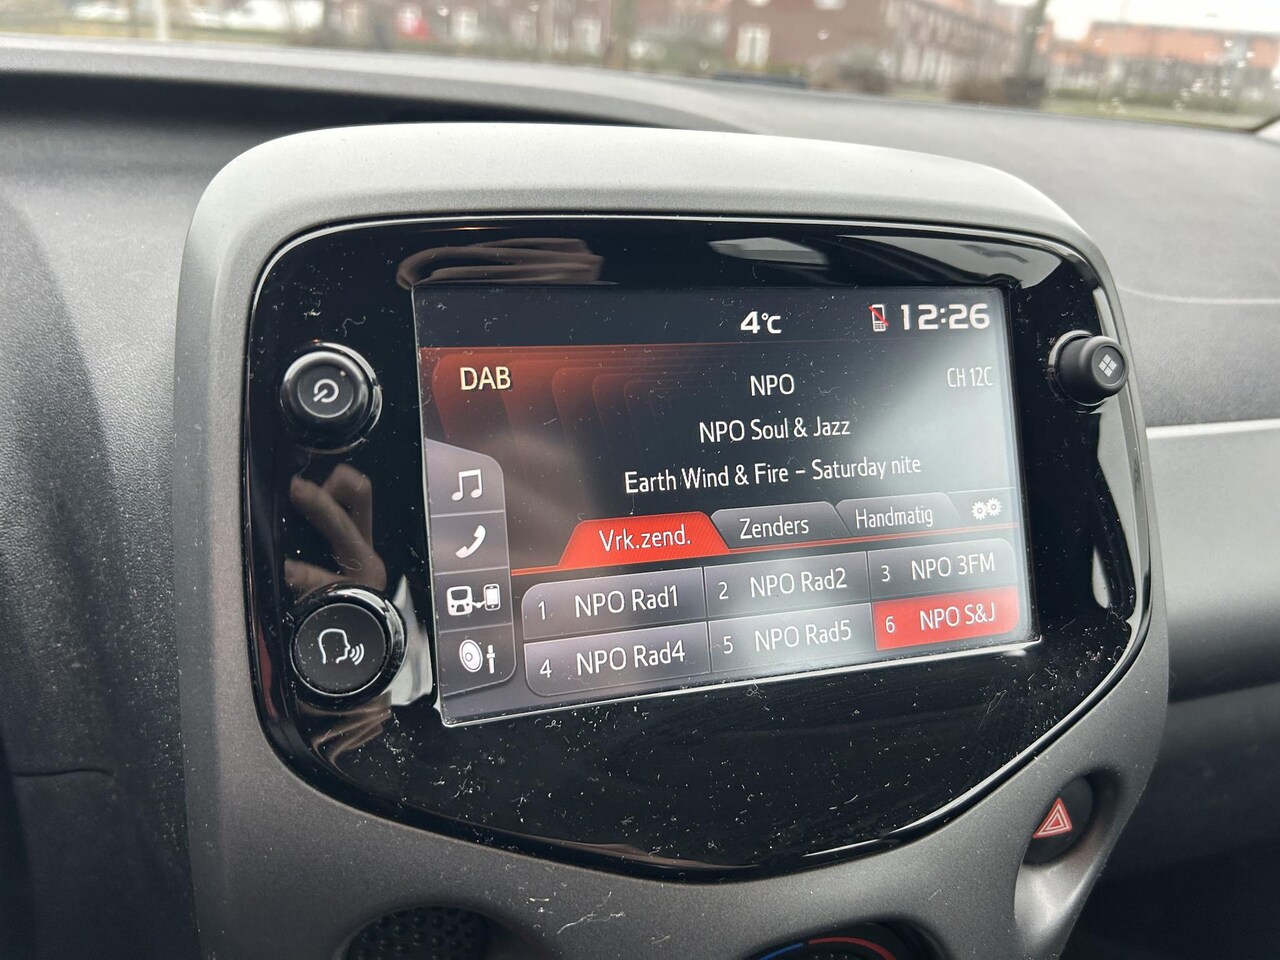 4°C 12:26
DAB NPO CH 12C
NPO Soul & Jazz
Earth Wind & Fire - Saturday nite
Vrk.zend. Zenders Handmatig
1 NPO Rad1 2 NPO Rad2 3 NPO 3FM
4 NPO Rad4 5 NPO Rad5 6 NPO S&J